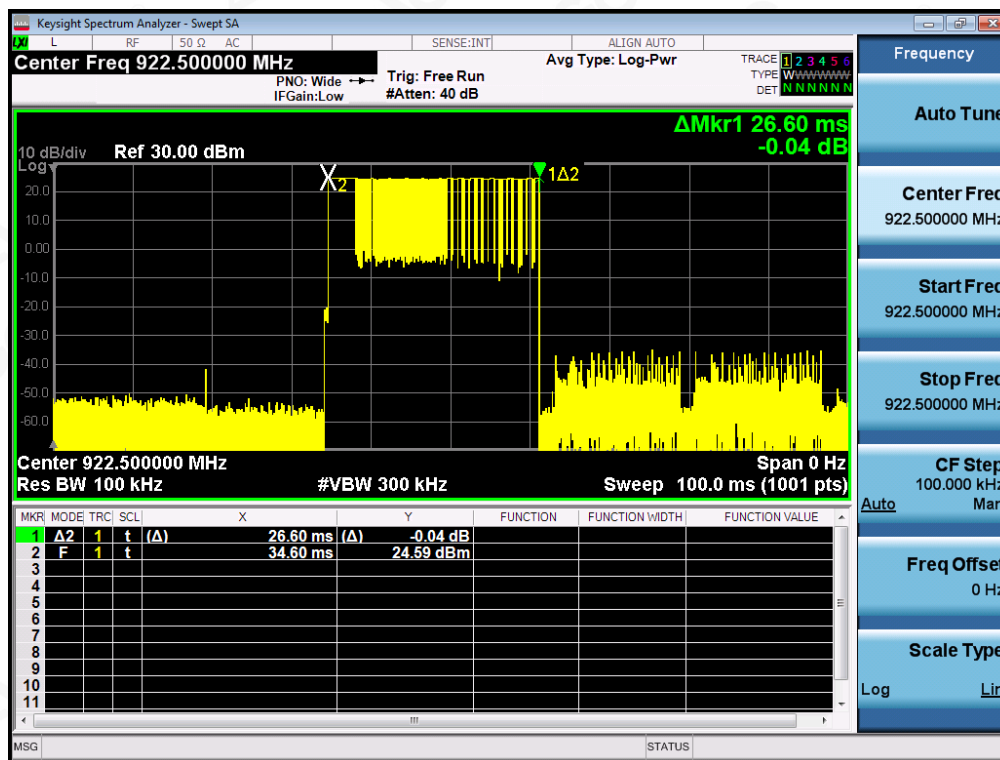 Keysight Spectrum Analyzer - Swept SA
LXI L RF 50 Ω AC SENSE:INT ALIGN AUTO
Center Freq 922.500000 MHz
PNO: Wide
IFGain:Low
Trig: Free Run
#Atten: 40 dB
Avg Type: Log-Pwr
TRACE 1 2 3 4 5 6
TYPE WWWWWW
DET N N N N N N
ΔMkr1 26.60 ms
-0.04 dB
10 dB/div Ref 30.00 dBm
Log
20.0
10.0
0.00
-10.0
-20.0
-30.0
-40.0
-50.0
-60.0
2
1Δ2
Center 922.500000 MHz Span 0 Hz
Res BW 100 kHz #VBW 300 kHz Sweep 100.0 ms (1001 pts)
MKR MODE TRC SCL X Y FUNCTION FUNCTION WIDTH FUNCTION VALUE
1 Δ2 1 t (Δ) 26.60 ms (Δ) -0.04 dB
2 F 1 t 34.60 ms 24.59 dBm
3
4
5
6
7
8
9
10
11
MSG STATUS
Frequency
Auto Tune
Center Freq
922.500000 MHz
Start Freq
922.500000 MHz
Stop Freq
922.500000 MHz
CF Step
100.000 kHz
Auto Man
Freq Offset
0 Hz
Scale Type
Log Lin